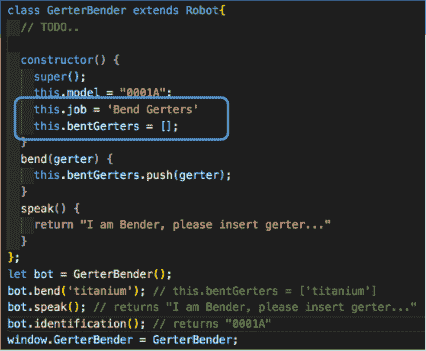 class GerterBender extends Robot{
// TODO..
constructor() {
super();
this.model = "0001A";
this.job = 'Bend Gerters'
this.bentGerters = [];
}
bend(gerter) {
this.bentGerters.push(gerter);
}
speak() {
return "I am Bender, please insert gerter..."
}
};
let bot = GerterBender();
bot.bend('titanium'); // this.bentGerters = ['titanium']
bot.speak(); // returns "I am Bender, please insert gerter..."
bot.identification(); // returns "0001A"
window.GerterBender = GerterBender;